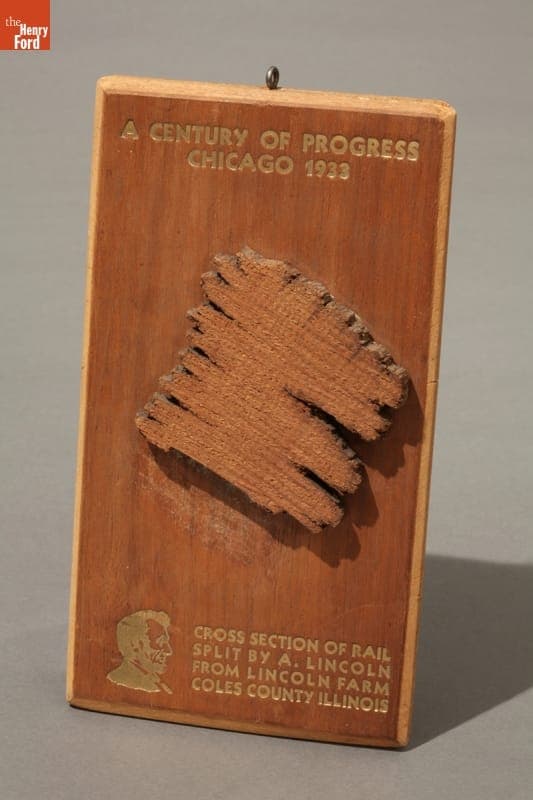 the
Henry
Ford
A CENTURY OF PROGRESS
CHICAGO 1933
CROSS SECTION OF RAIL
SPLIT BY A. LINCOLN
FROM LINCOLN FARM
COLES COUNTY ILLINOIS